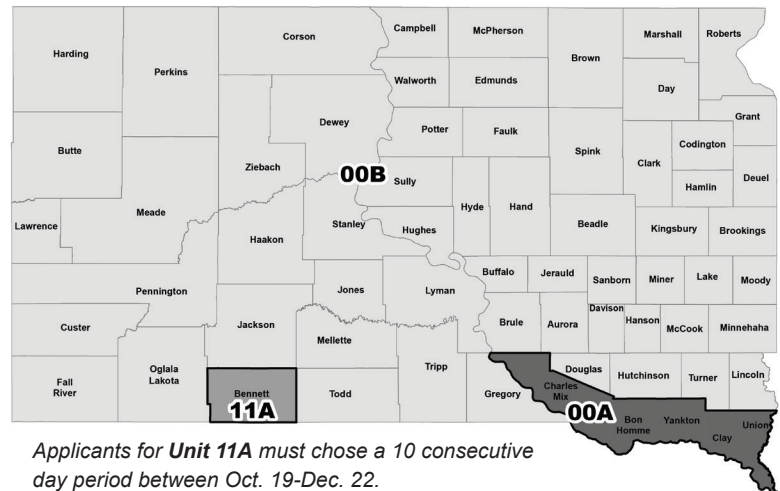 Campbell McPherson Marshall Roberts
Harding Corson Brown
Perkins
Walworth Edmunds Day
Dewey Grant
Butte Potter Faulk Codington
Ziebach Spink Clark
00B Sully Deuel
Hamlin
Meade Hyde Hand
Lawrence Stanley Hughes Beadle Kingsbury Brookings
Haakon
Pennington Jones Lyman Buffalo Jerauld Sanborn Miner Lake Moody
Custer Jackson Brule Aurora Davison Hanson McCook Minnehaha
Mellette
Fall River Oglala Lakota Tripp Douglas Hutchinson Turner Lincoln
Bennett Todd Gregory Charles Mix
11A 00A
Bon Homme Yankton Clay Union
Applicants for Unit 11A must chose a 10 consecutive
day period between Oct. 19-Dec. 22.